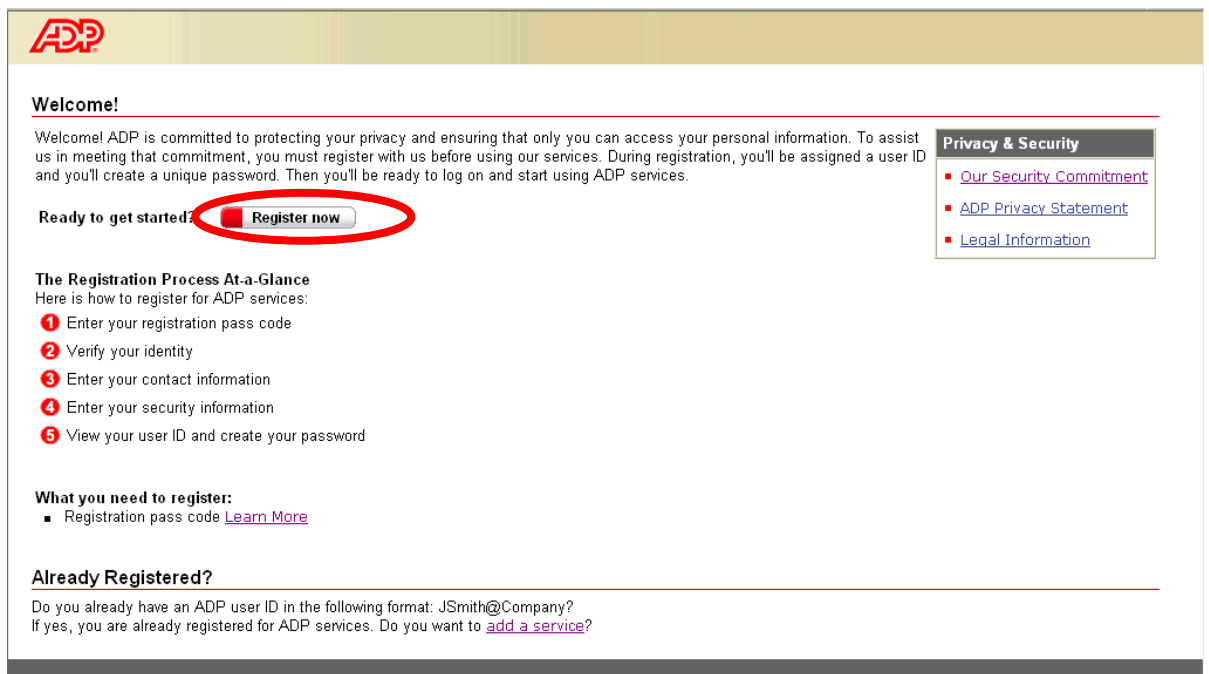 ADP
Welcome!
Welcome! ADP is committed to protecting your privacy and ensuring that only you can access your personal information. To assist
us in meeting that commitment, you must register with us before using our services. During registration, you'll be assigned a user ID
and you'll create a unique password. Then you'll be ready to log on and start using ADP services.
Privacy & Security
Our Security Commitment
ADP Privacy Statement
Legal Information
Ready to get started? Register now
The Registration Process At-a-Glance
Here is how to register for ADP services:
1 Enter your registration pass code
2 Verify your identity
3 Enter your contact information
4 Enter your security information
5 View your user ID and create your password
What you need to register:
Registration pass code Learn More
Already Registered?
Do you already have an ADP user ID in the following format: JSmith@Company?
If yes, you are already registered for ADP services. Do you want to add a service?